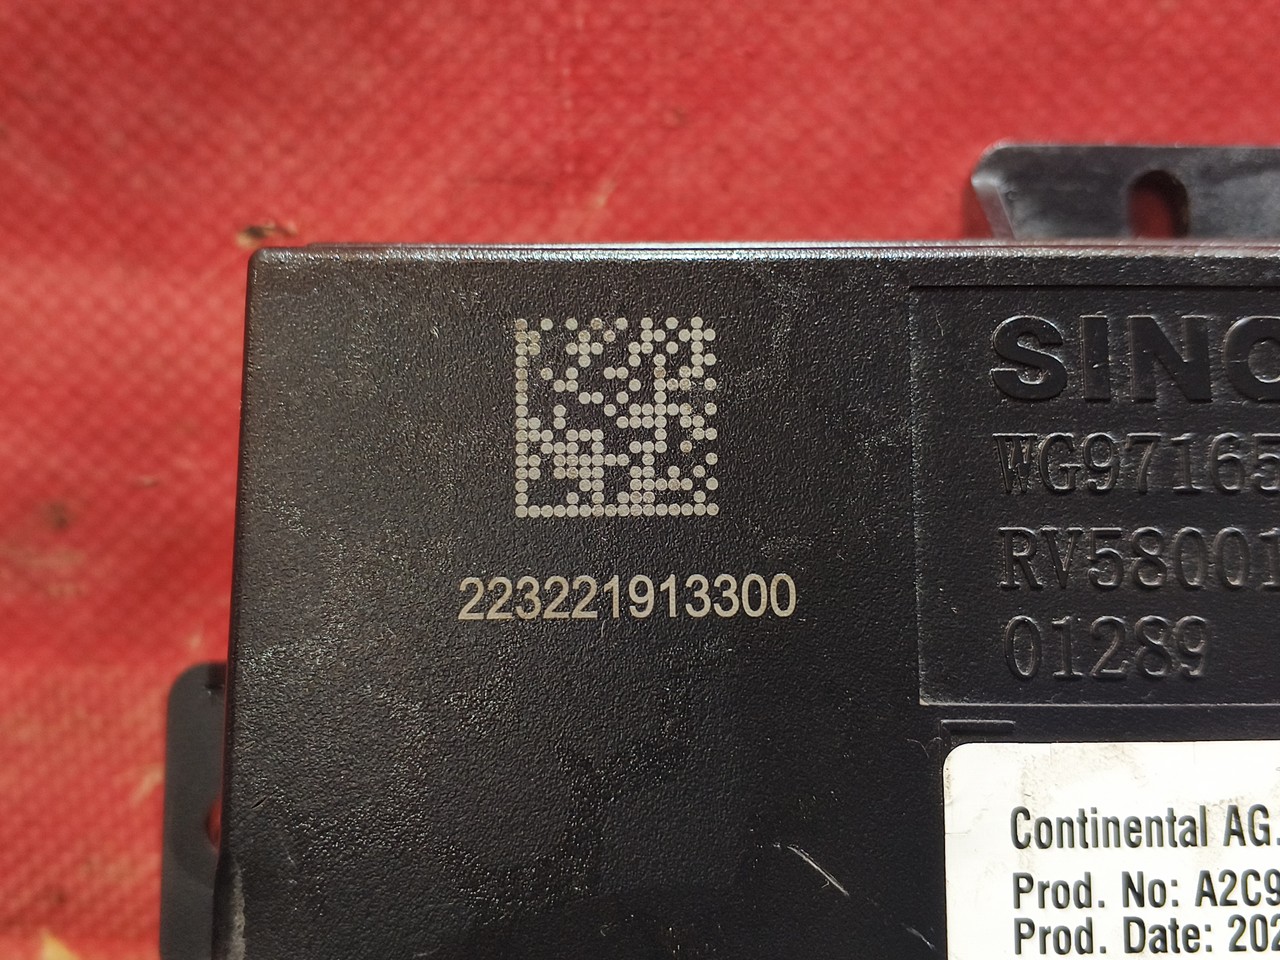 223221913300
SINO
WG97165
RV58001
01289
Continental AG.
Prod. No: A2C9
Prod. Date: 202